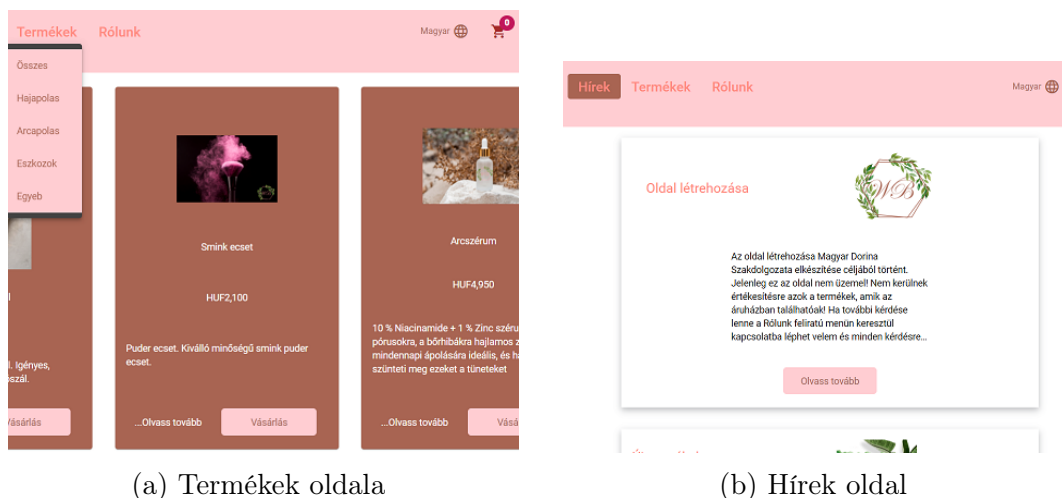 Termékek Rólunk Magyar 0
Összes
Hajapolas
Arcapolas
Eszkozok
Egyeb
l. Igényes,
Vásárlás
Smink ecset
HUF2,100
Puder ecset. Kiválló minőségű smink puder
ecset.
...Olvass tovább Vásárlás
Arcszérum
HUF4,950
10 % Niacinamide + 1 % Zinc széru
pórusokra, a bőrhibákra hajlamos
mindennapi ápolására ideális, és
szünteti meg ezeket a tüneteket
...Olvass tovább Vásá
(a) Termékek oldala
Hírek Termékek Rólunk Magyar
Oldal létrehozása
WB
Az oldal létrehozása Magyar Dorina
Szakdolgozata elkészítése céljából történt.
Jelenleg ez az oldal nem üzemel! Nem kerülnek
értékesítésre azok a termékek, amik az
áruházban találhatóak! Ha további kérdése
lenne a Rólunk feliratú menün keresztül
kapcsolatba léphet velem és minden kérdésre...
Olvass tovább
(b) Hírek oldal